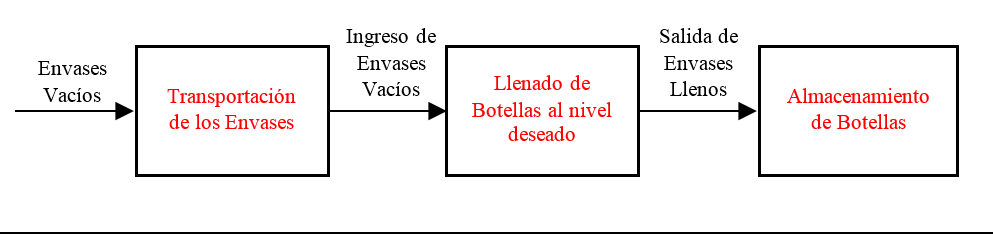 Envases
Vacíos
Transportación
de los Envases
Ingreso de
Envases
Vacíos
Llenado de
Botellas al nivel
deseado
Salida de
Envases
Llenos
Almacenamiento
de Botellas